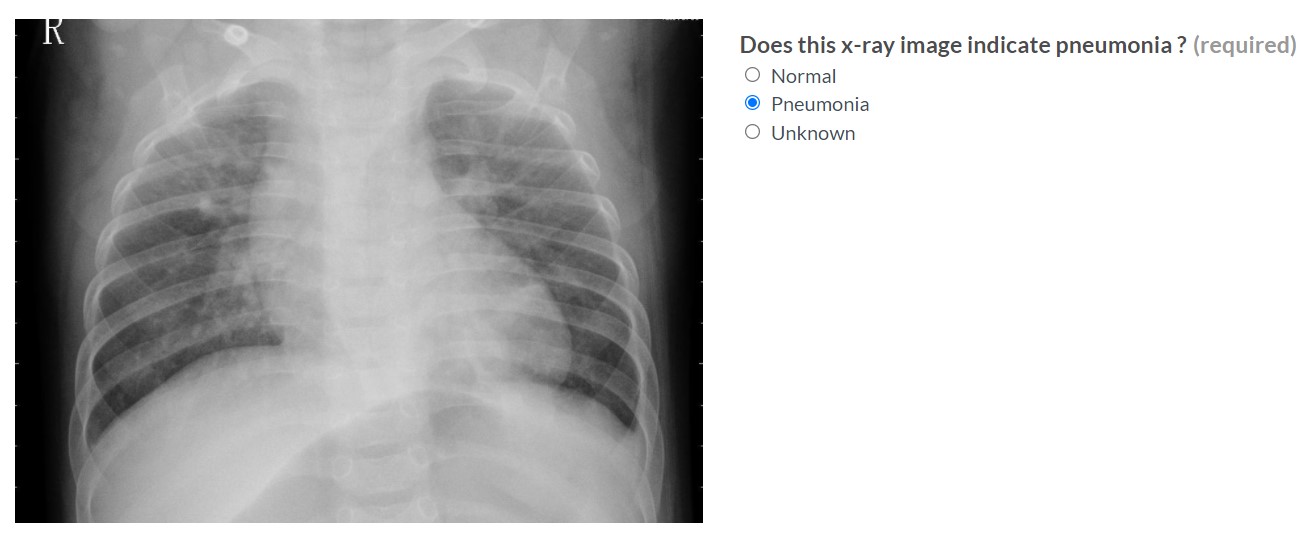 R
Does this x-ray image indicate pneumonia ? (required)
Normal
Pneumonia
Unknown